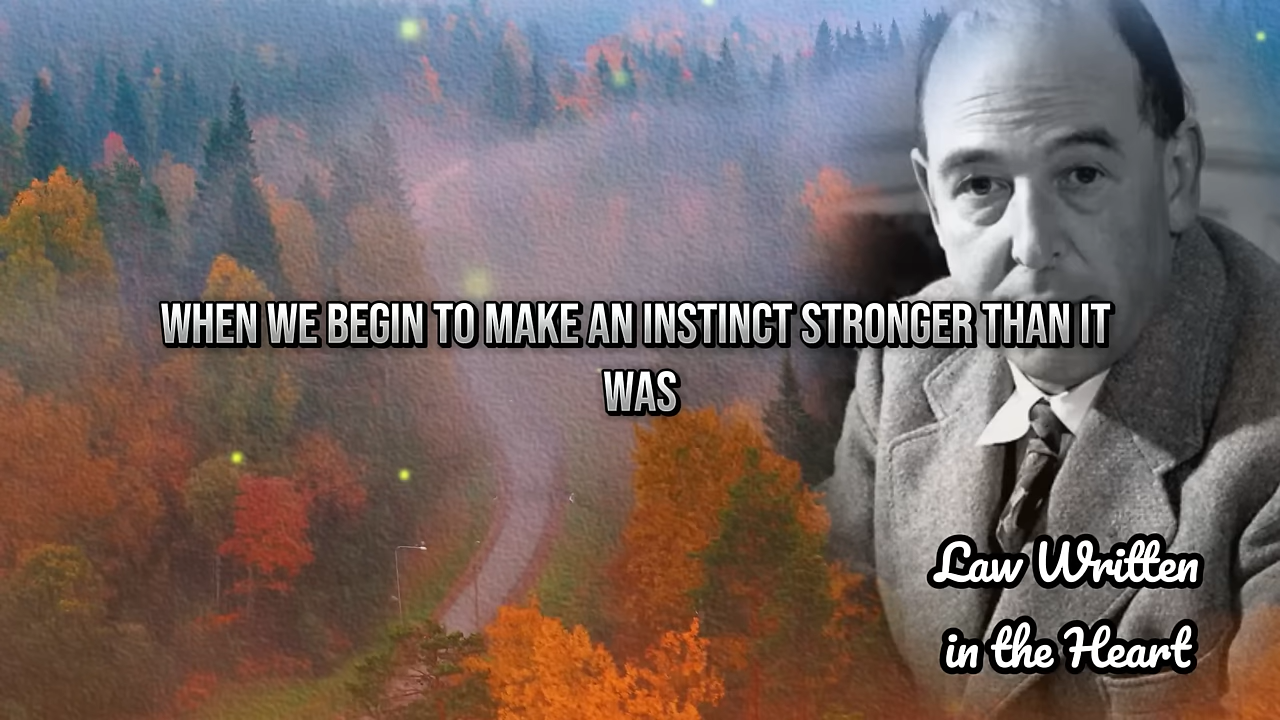 WHEN WE BEGIN TO MAKE AN INSTINCT STRONGER THAN IT
WAS
Law Written
in the Heart